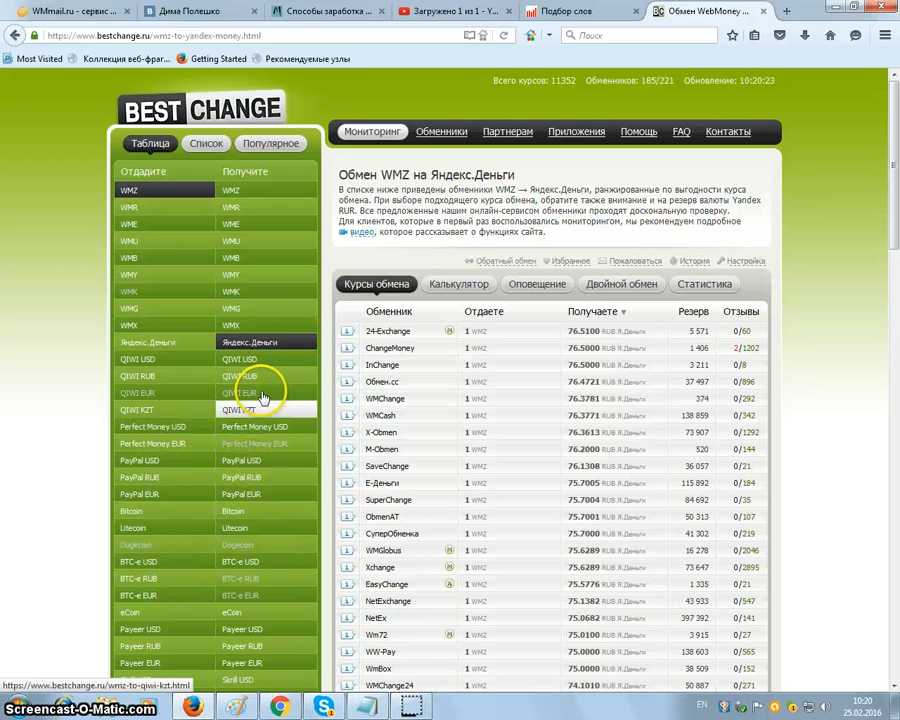 WMmail.ru - сервис ...
Дима Полешко
Способы заработка ...
Загружено 1 из 1 - Y...
Подбор слов
Обмен WebMoney ...
https://www.bestchange.ru/wmz-to-yandex-money.html
Поиск
Most Visited
Коллекция веб-фраг...
Getting Started
Рекомендуемые узлы
Всего курсов: 11352 Обменников: 185/221 Обновление: 10:20:23
BESTCHANGE
Мониторинг Обменники Партнерам Приложения Помощь FAQ Контакты
Таблица Список Популярное
Отдадите Получите
WMZ WMZ
WMR WMR
WME WME
WMU WMU
WMB WMB
WMY WMY
WMK WMK
WMG WMG
WMX WMX
Яндекс.Деньги Яндекс.Деньги
QIWI USD QIWI USD
QIWI RUB QIWI RUB
QIWI EUR QIWI EUR
QIWI KZT QIWI KZT
Perfect Money USD Perfect Money USD
Perfect Money EUR Perfect Money EUR
PayPal USD PayPal USD
PayPal RUB PayPal RUB
PayPal EUR PayPal EUR
Bitcoin Bitcoin
Litecoin Litecoin
Dogecoin Dogecoin
BTC-e USD BTC-e USD
BTC-e RUB BTC-e RUB
BTC-e EUR BTC-e EUR
eCoin eCoin
Payeer USD Payeer USD
Payeer RUB Payeer RUB
Payeer EUR Payeer EUR
Skrill USD
Обмен WMZ на Яндекс.Деньги
В списке ниже приведены обменники WMZ → Яндекс.Деньги, ранжированные по выгодности курса
обмена. При выборе подходящего курса, обратите также внимание и на резерв валюты Yandex
RUR. Все предложенные нашим онлайн-сервисом обменники проходят доскональную проверку.
Для клиентов, которые в первый раз воспользовались мониторингом, мы рекомендуем подробное
видео, которое рассказывает о функциях сайта.
Обратный обмен Избранное Пожаловаться История Настройка
Курсы обмена Калькулятор Оповещение Двойной обмен Статистика
Обменник Отдаете Получаете ▼ Резерв Отзывы
24-Exchange 1 WMZ 76.5100 RUB Я.Деньги 5 571 0/60
ChangeMoney 1 WMZ 76.5000 RUB Я.Деньги 1 406 2/1202
InChange 1 WMZ 76.5000 RUB Я.Деньги 3 211 0/8
Обмен.сс 1 WMZ 76.4721 RUB Я.Деньги 37 497 0/896
WMChange 1 WMZ 76.3781 RUB Я.Деньги 374 0/292
WMCash 1 WMZ 76.3771 RUB Я.Деньги 138 859 0/342
X-Obmen 1 WMZ 76.3613 RUB Я.Деньги 73 907 0/1292
M-Obmen 1 WMZ 76.2000 RUB Я.Деньги 520 0/144
SaveChange 1 WMZ 76.1308 RUB Я.Деньги 36 057 0/21
Е-Деньги 1 WMZ 75.7005 RUB Я.Деньги 115 892 0/184
SuperChange 1 WMZ 75.7004 RUB Я.Деньги 84 692 0/35
ObmenAT 1 WMZ 75.7001 RUB Я.Деньги 50 313 0/107
СуперОбменка 1 WMZ 75.7000 RUB Я.Деньги 41 302 0/219
WMGlobus 1 WMZ 75.6289 RUB Я.Деньги 16 278 0/2046
Xchange 1 WMZ 75.6289 RUB Я.Деньги 73 647 0/2895
EasyChange 1 WMZ 75.5776 RUB Я.Деньги 1 335 0/21
NetExchange 1 WMZ 75.1382 RUB Я.Деньги 43 933 0/547
NetEx 1 WMZ 75.0682 RUB Я.Деньги 397 392 0/141
Wm72 1 WMZ 75.0100 RUB Я.Деньги 3 915 0/27
WW-Pay 1 WMZ 75.0000 RUB Я.Деньги 138 603 0/565
WmBox 1 WMZ 75.0000 RUB Я.Деньги 38 509 0/152
WMChange24 1 WMZ 74.1010 RUB Я.Деньги 287 436 0/251
https://www.bestchange.ru/wmz-to-qiwi-kzt.html
Screencast-O-Matic.com
EN
10:20
25.02.2016